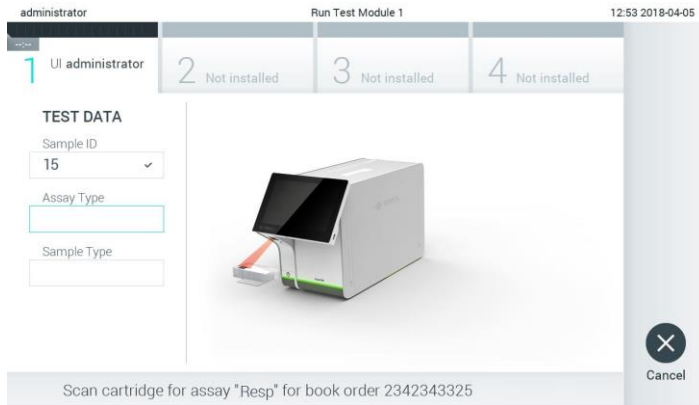 administrator
Run Test Module 1
12:53 2018-04-05
--:--
1 UI administrator
2 Not installed
3 Not installed
4 Not installed
TEST DATA
Sample ID
15
Assay Type
Sample Type
Cancel
Scan cartridge for assay "Resp" for book order 2342343325